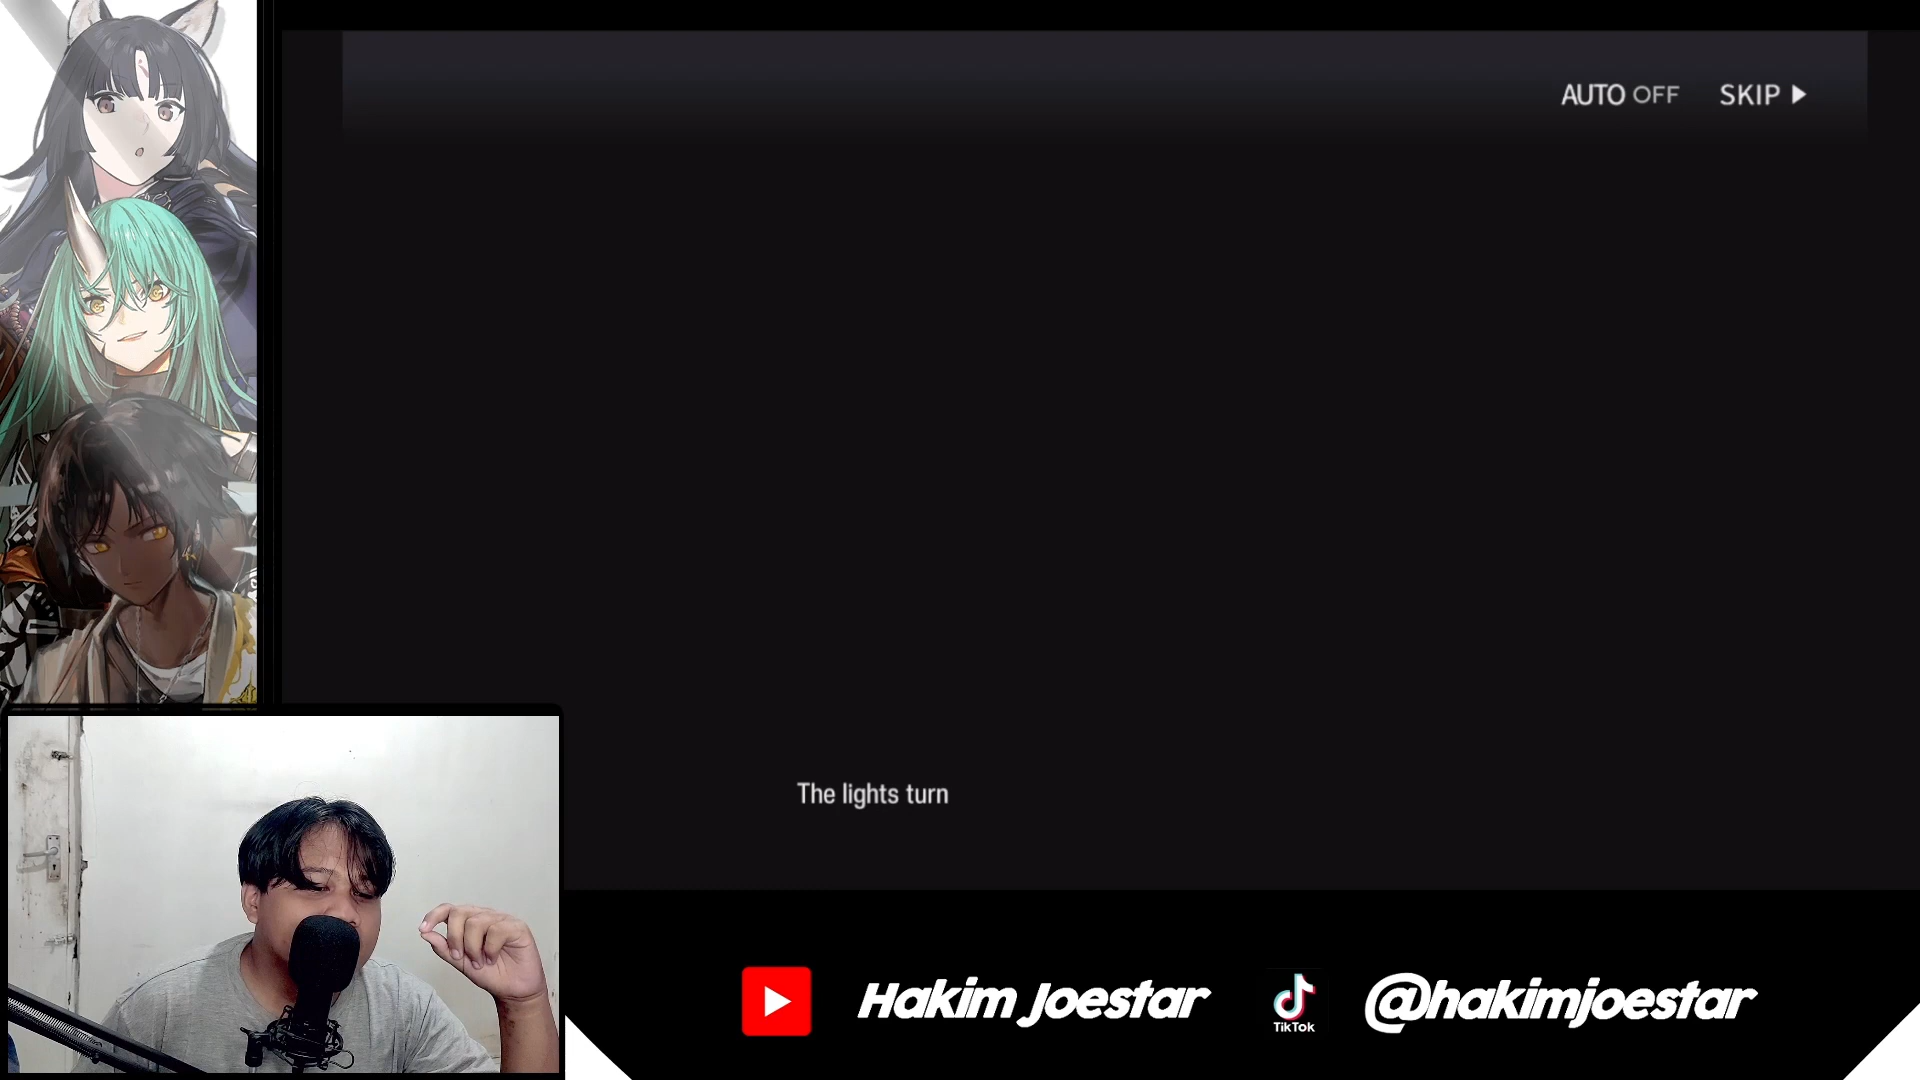 AUTO OFF SKIP
The lights turn
Hakim Joestar
TikTok
@hakimjoestar